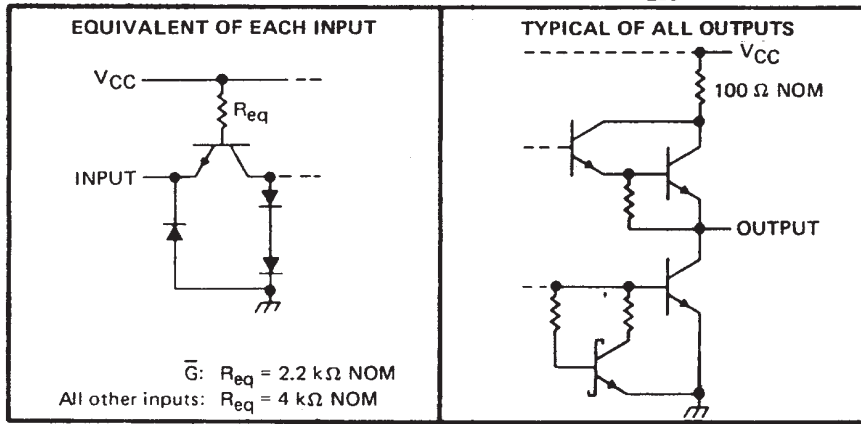 EQUIVALENT OF EACH INPUT
VCC
Req
INPUT
G̅: Req = 2.2 kΩ NOM
All other inputs: Req = 4 kΩ NOM
TYPICAL OF ALL OUTPUTS
VCC
100 Ω NOM
OUTPUT